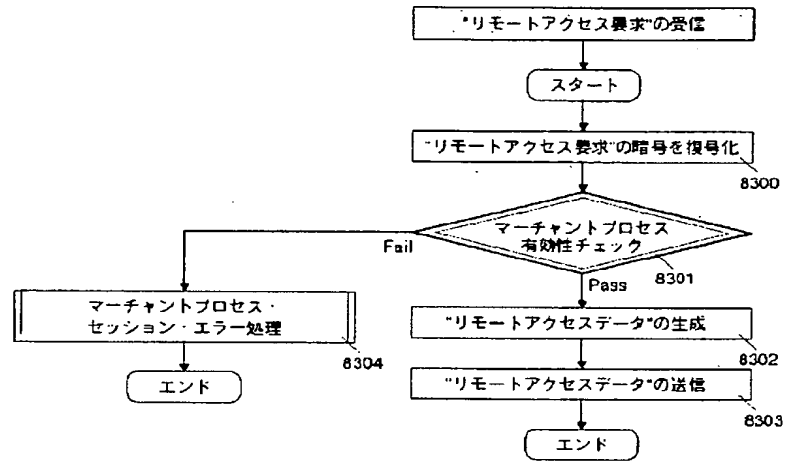 "リモートアクセス要求"の受信
スタート
"リモートアクセス要求"の暗号を復号化
8300
マーチャントプロセス
有効性チェック
8301
Fail
Pass
マーチャントプロセス・
セッション・エラー処理
8304
"リモートアクセスデータ"の生成
8302
エンド
"リモートアクセスデータ"の送信
8303
エンド